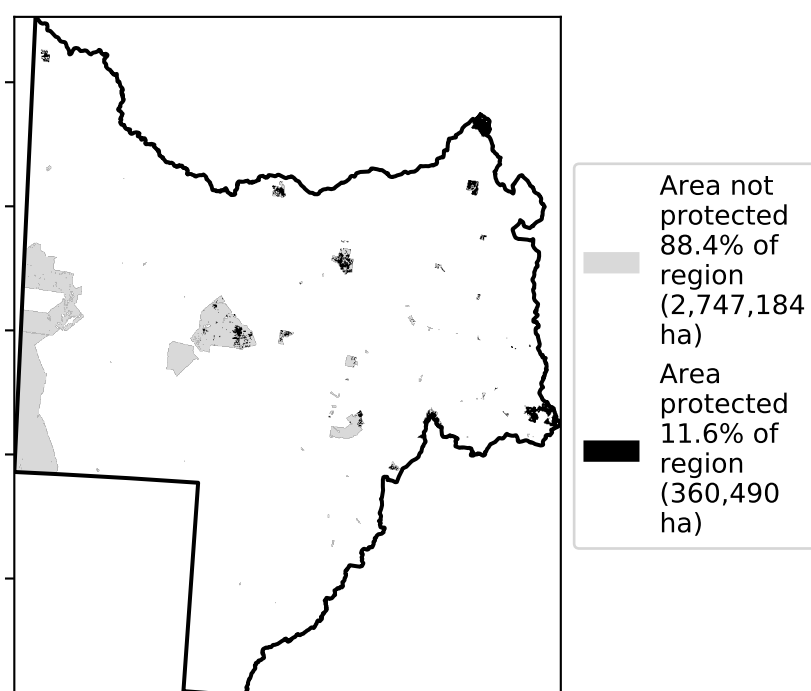 Area not
protected
88.4% of
region
(2,747,184
ha)
Area
protected
11.6% of
region
(360,490
ha)